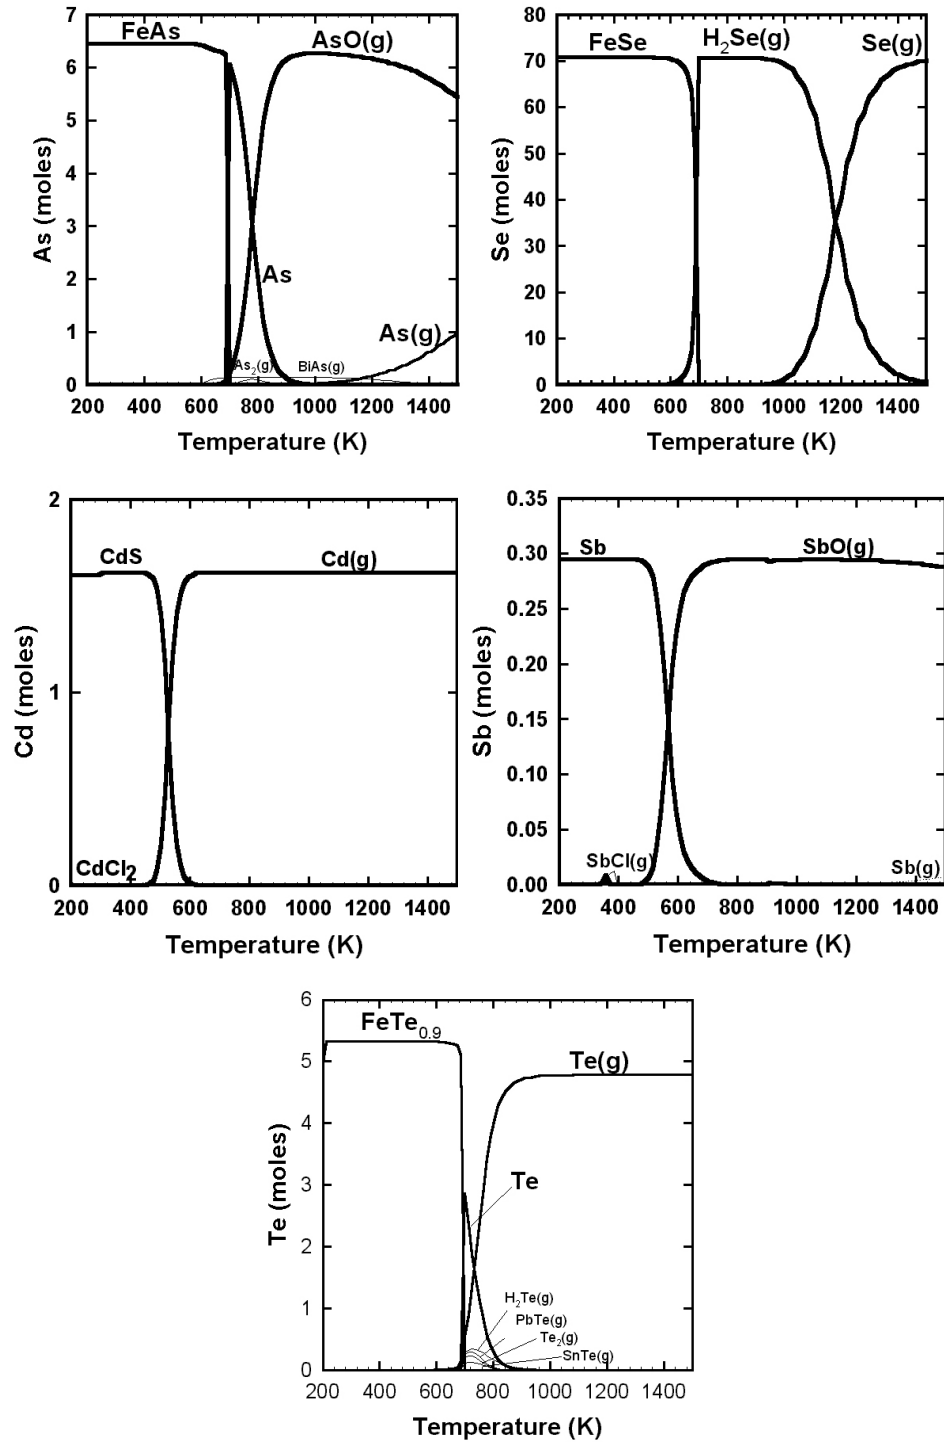 FeAs
AsO(g)
As
As₂(g)
BiAs(g)
As(g)
As (moles)
7
6
5
4
3
2
1
0
200 400 600 800 1000 1200 1400
Temperature (K)
FeSe
H₂Se(g)
Se(g)
Se (moles)
80
70
60
50
40
30
20
10
0
200 400 600 800 1000 1200 1400
Temperature (K)
CdS
Cd(g)
CdCl₂
Cd (moles)
2
1
0
200 400 600 800 1000 1200 1400
Temperature (K)
Sb
SbO(g)
SbCl(g)
Sb(g)
Sb (moles)
0.35
0.30
0.25
0.20
0.15
0.10
0.05
0.00
200 400 600 800 1000 1200 1400
Temperature (K)
FeTe₀.₉
Te(g)
Te
H₂Te(g)
PbTe(g)
Te₂(g)
SnTe(g)
Te (moles)
6
5
4
3
2
1
0
200 400 600 800 1000 1200 1400
Temperature (K)